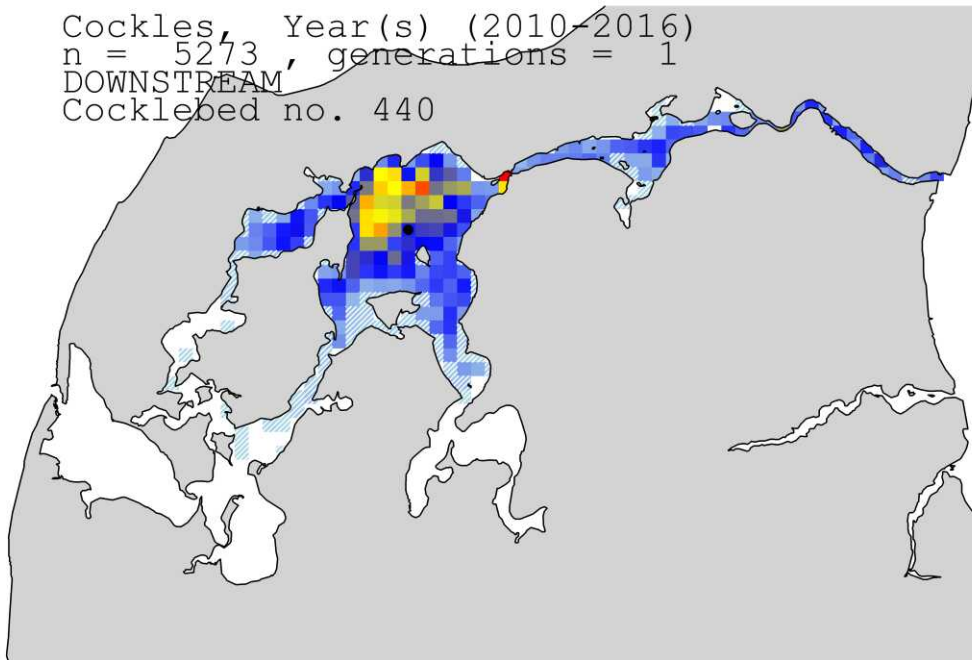 Cockles, Year(s) (2010-2016)
n = 5273 , generations = 1
DOWNSTREAM
Cocklebed no. 440